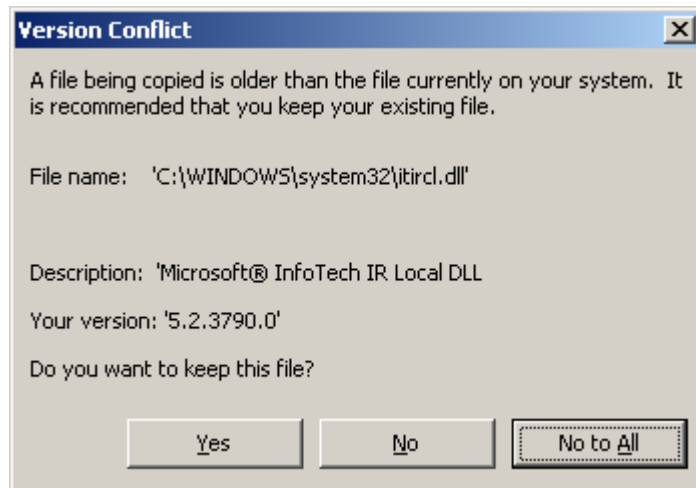 Version Conflict
A file being copied is older than the file currently on your system. It
is recommended that you keep your existing file.
File name: 'C:\WINDOWS\system32\itircl.dll'
Description: 'Microsoft® InfoTech IR Local DLL
Your version: '5.2.3790.0'
Do you want to keep this file?
Yes No No to All